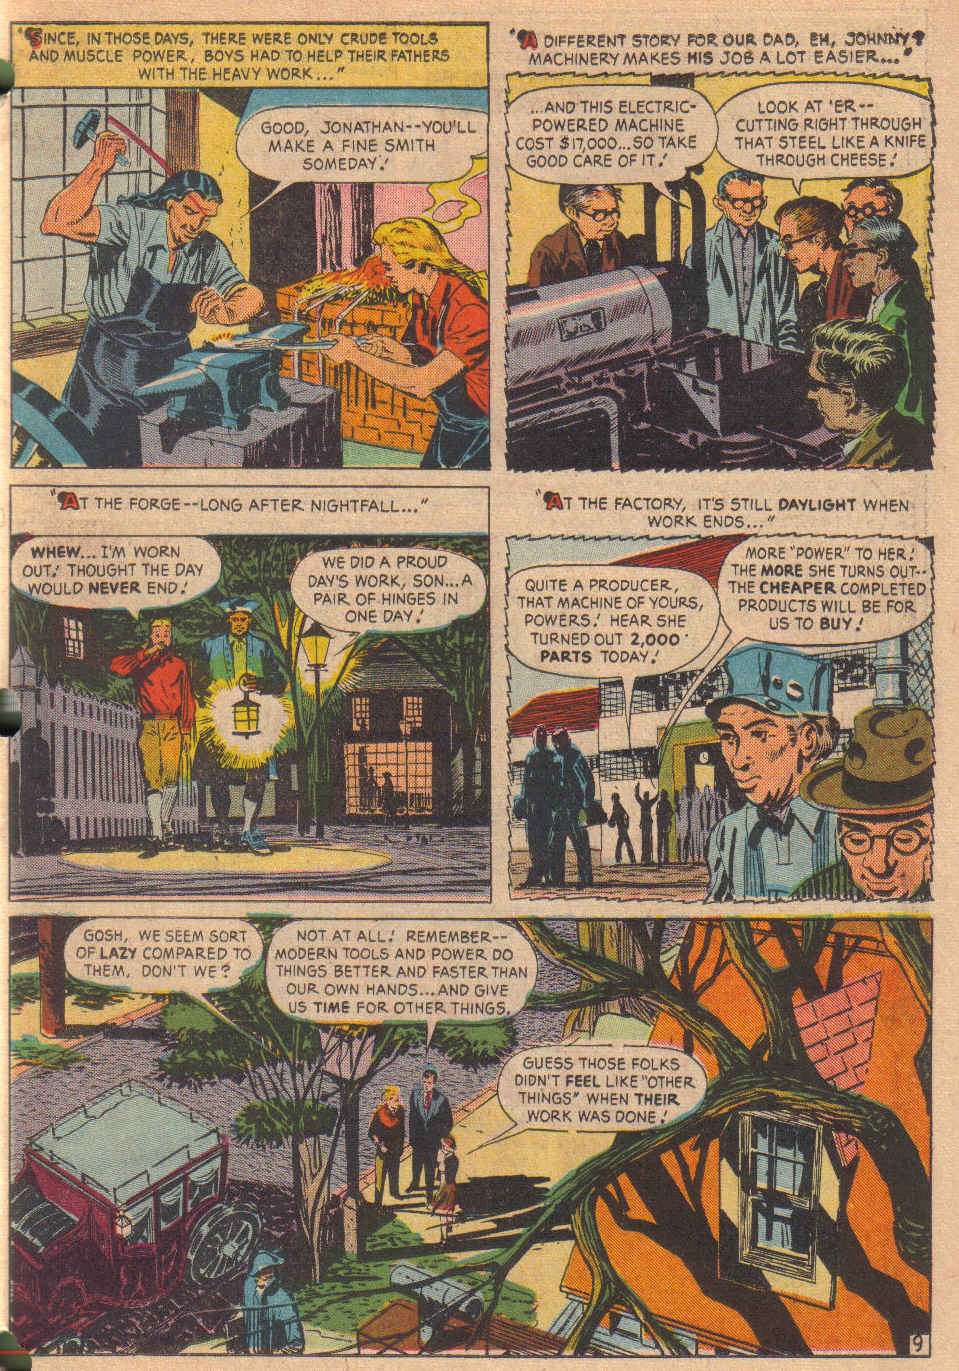 "SINCE, IN THOSE DAYS, THERE WERE ONLY CRUDE TOOLS
AND MUSCLE POWER, BOYS HAD TO HELP THEIR FATHERS
WITH THE HEAVY WORK..."
GOOD, JONATHAN--YOU'LL
MAKE A FINE SMITH
SOMEDAY!
"A DIFFERENT STORY FOR OUR DAD, EH, JOHNNY?
MACHINERY MAKES HIS JOB A LOT EASIER..."
...AND THIS ELECTRIC-
POWERED MACHINE
COST $17,000...SO TAKE
GOOD CARE OF IT!
LOOK AT 'ER--
CUTTING RIGHT THROUGH
THAT STEEL LIKE A KNIFE
THROUGH CHEESE!
"AT THE FORGE--LONG AFTER NIGHTFALL..."
WHEW... I'M WORN
OUT! THOUGHT THE DAY
WOULD NEVER END!
WE DID A PROUD
DAY'S WORK, SON...A
PAIR OF HINGES IN
ONE DAY!
"AT THE FACTORY, IT'S STILL DAYLIGHT WHEN
WORK ENDS..."
QUITE A PRODUCER,
THAT MACHINE OF YOURS,
POWERS! HEAR SHE
TURNED OUT 2,000
PARTS TODAY!
MORE "POWER" TO HER!
THE MORE SHE TURNS OUT--
THE CHEAPER COMPLETED
PRODUCTS WILL BE FOR
US TO BUY!
GOSH, WE SEEM SORT
OF LAZY COMPARED TO
THEM, DON'T WE?
NOT AT ALL! REMEMBER--
MODERN TOOLS AND POWER DO
THINGS BETTER AND FASTER THAN
OUR OWN HANDS...AND GIVE
US TIME FOR OTHER THINGS.
GUESS THOSE FOLKS
DIDN'T FEEL LIKE "OTHER
THINGS" WHEN THEIR
WORK WAS DONE!
9